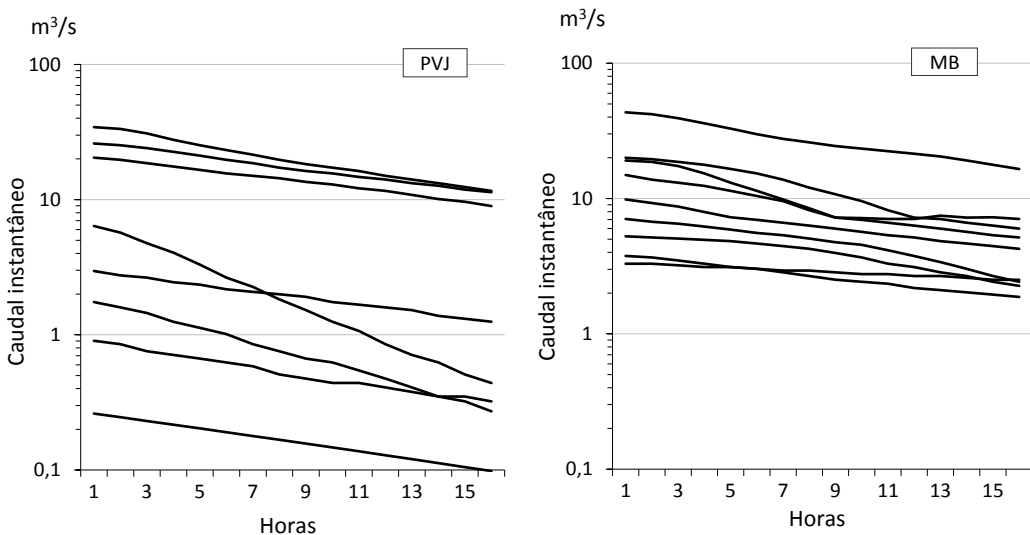 m³/s
PVJ
100
10
1
0,1
Caudal instantâneo
1 3 5 7 9 11 13 15
Horas
m³/s
MB
100
10
1
0,1
Caudal instantâneo
1 3 5 7 9 11 13 15
Horas